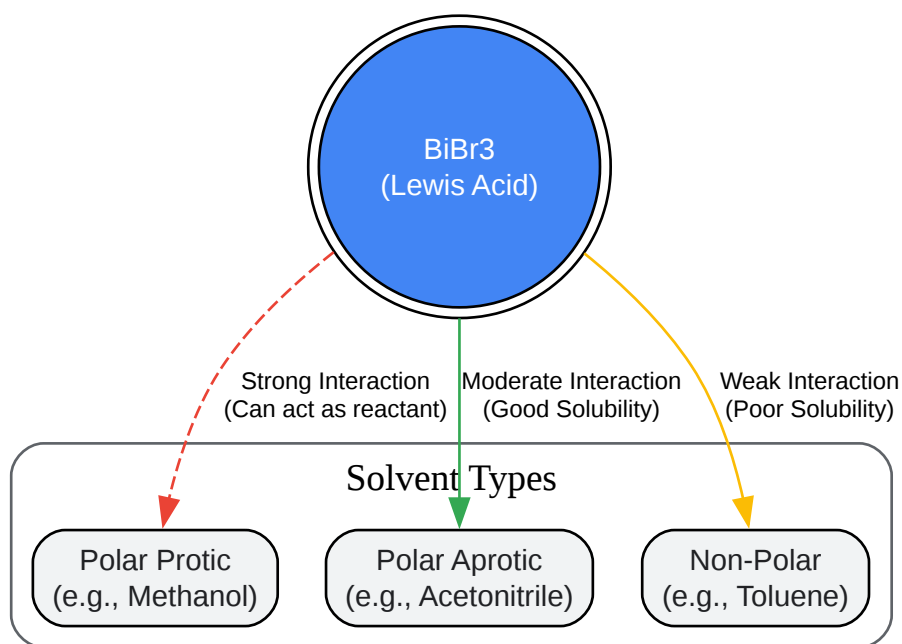 BiBr3
(Lewis Acid)
Strong Interaction
(Can act as reactant)
Moderate Interaction
(Good Solubility)
Weak Interaction
(Poor Solubility)
Solvent Types
Polar Protic
(e.g., Methanol)
Polar Aprotic
(e.g., Acetonitrile)
Non-Polar
(e.g., Toluene)